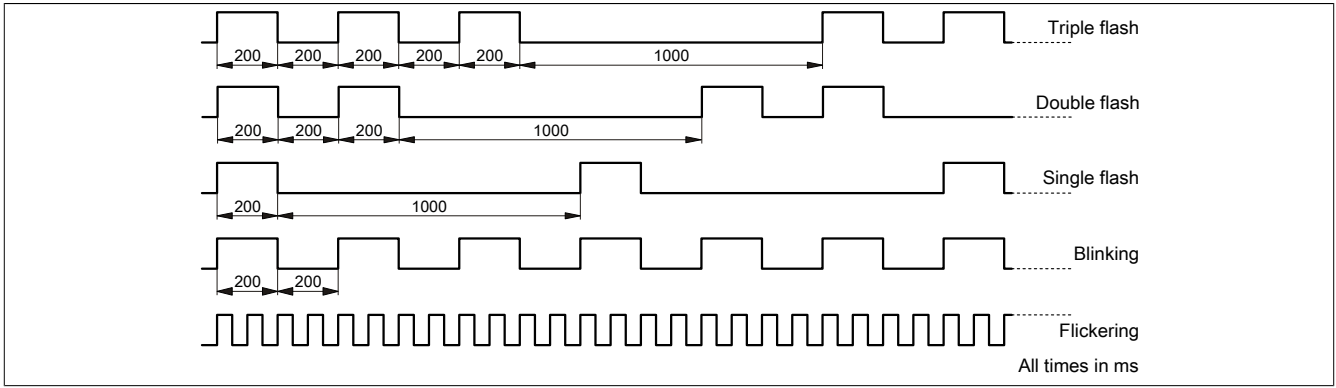 Triple flash
200 200 200 200 200 1000
Double flash
200 200 200 1000
Single flash
200 1000
Blinking
200 200
Flickering
All times in ms